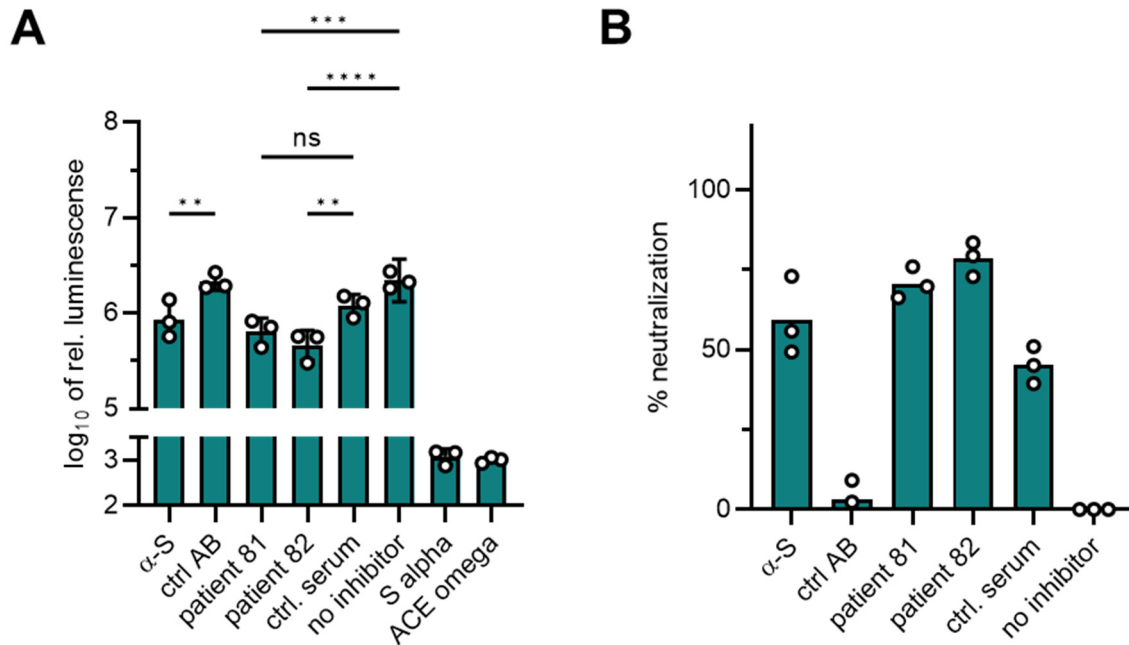 A
***
****
ns
**
**
log10 of rel. luminescense
8
7
6
5
3
2
α-S
ctrl AB
patient 81
patient 82
ctrl. serum
no inhibitor
S alpha
ACE omega
B
% neutralization
100
50
0
α-S
ctrl AB
patient 81
patient 82
ctrl. serum
no inhibitor